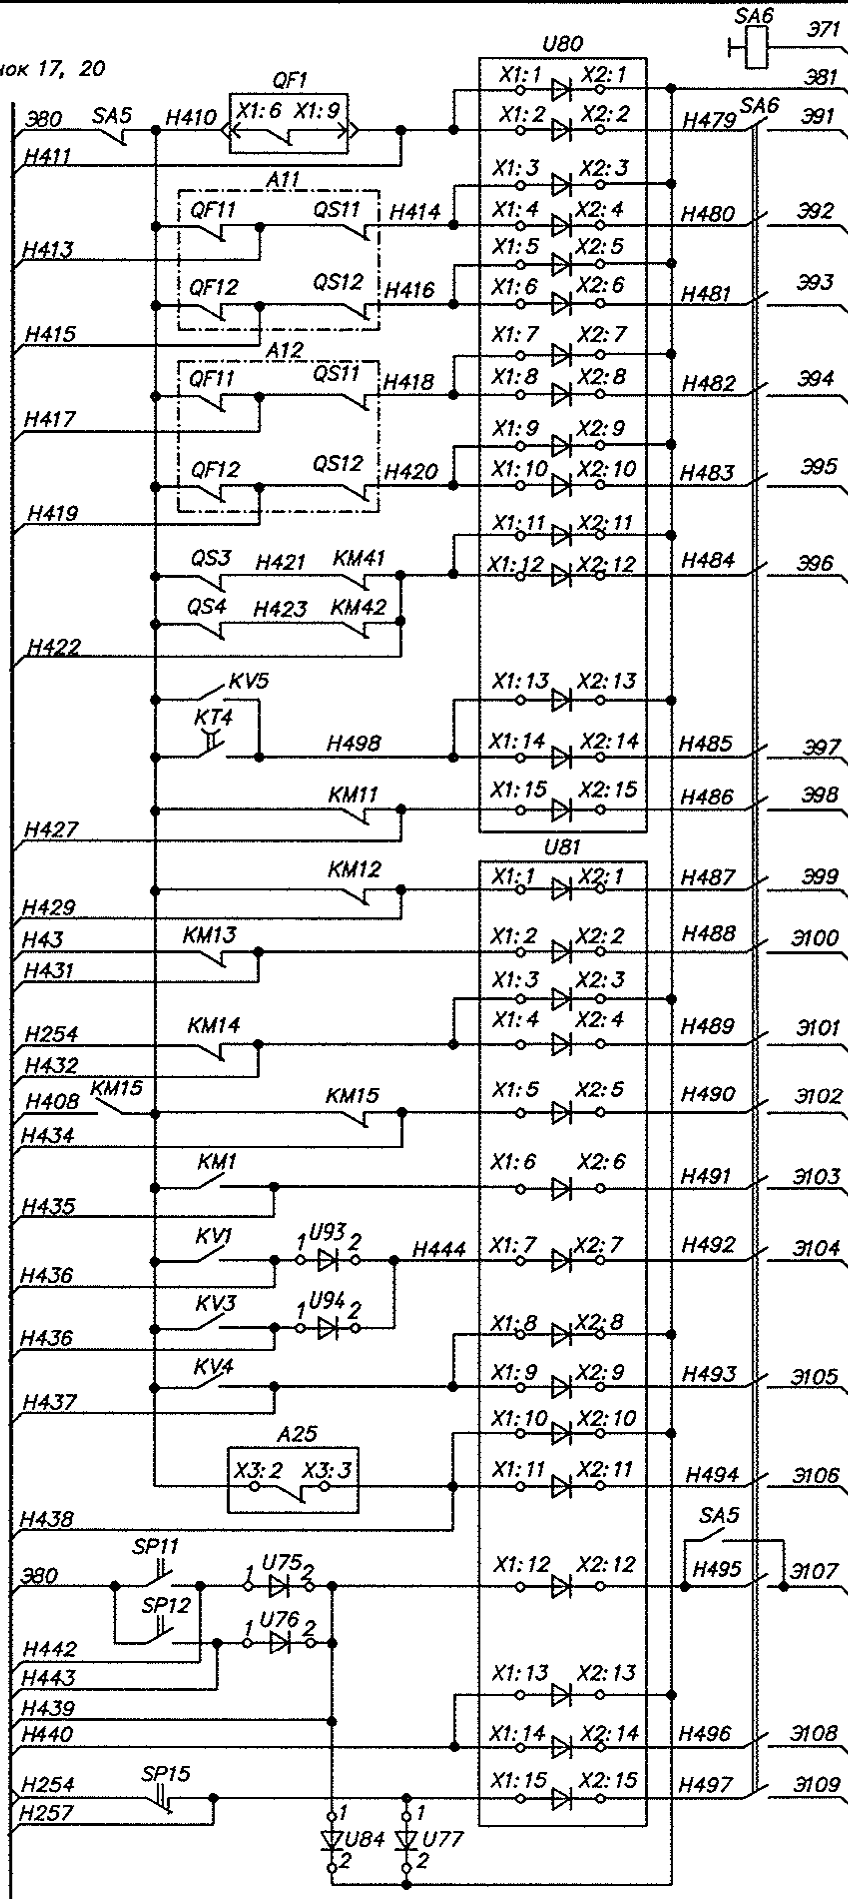 SA6
Э71
U80
нок 17, 20
QF1
X1:1 X2:1
Э81
Э80 SA5 H410 X1:6 X1:9 X1:2 X2:2 H479 SA6 Э91
H411
A11
X1:3 X2:3
QF11 QS11 H414 X1:4 X2:4 H480 Э92
H413
X1:5 X2:5
QF12 QS12 H416 X1:6 X2:6 H481 Э93
H415
X1:7 X2:7
A12
QF11 QS11 H418 X1:8 X2:8 H482 Э94
H417
X1:9 X2:9
QF12 QS12 H420 X1:10 X2:10 H483 Э95
H419
X1:11 X2:11
QS3 H421 KM41 X1:12 X2:12 H484 Э96
QS4 H423 KM42
H422
KV5 X1:13 X2:13
KT4
H498 X1:14 X2:14 H485 Э97
KM11 X1:15 X2:15 H486 Э98
H427
U81
KM12 X1:1 X2:1 H487 Э99
H429
H43 KM13 X1:2 X2:2 H488 Э100
H431
X1:3 X2:3
H254 KM14 X1:4 X2:4 H489 Э101
H432
H408 KM15 KM15 X1:5 X2:5 H490 Э102
H434
KM1 X1:6 X2:6 H491 Э103
H435
KV1 1 U93 2 H444 X1:7 X2:7 H492 Э104
H436
KV3 1 U94 2 X1:8 X2:8
H436
KV4 X1:9 X2:9 H493 Э105
H437
A25 X1:10 X2:10
X3:2 X3:3 X1:11 X2:11 H494 Э106
H438
SA5
SP11
Э80 1 U75 2 X1:12 X2:12 H495 Э107
SP12 1 U76 2
H442
H443 X1:13 X2:13
H439
H440 X1:14 X2:14 H496 Э108
H254 SP15 X1:15 X2:15 H497 Э109
H257
1 1
U84 U77
2 2